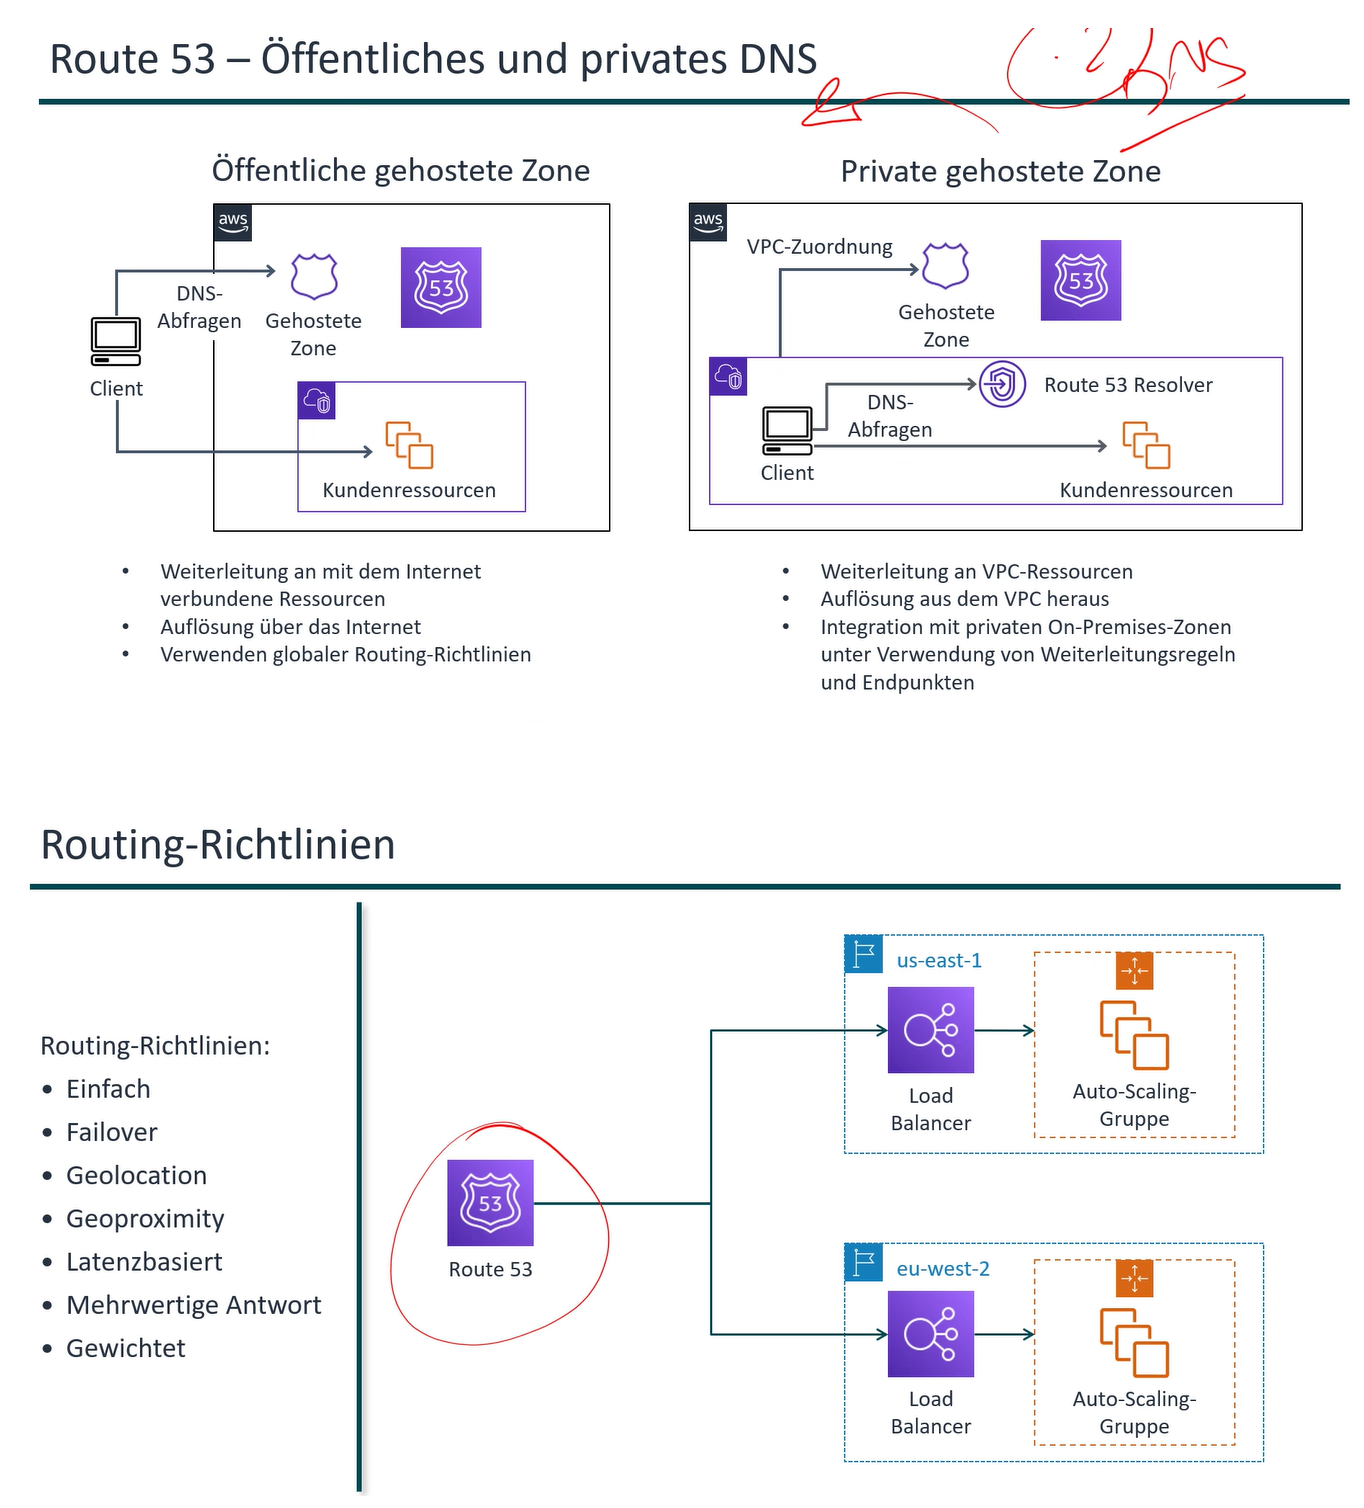 Route 53 – Öffentliches und privates DNS
DNS
Öffentliche gehostete Zone
aws
DNS-
Abfragen
Gehostete
Zone
53
Client
Kundenressourcen
• Weiterleitung an mit dem Internet
verbundene Ressourcen
• Auflösung über das Internet
• Verwenden globaler Routing-Richtlinien
Private gehostete Zone
aws
VPC-Zuordnung
Gehostete
Zone
53
Route 53 Resolver
DNS-
Abfragen
Client
Kundenressourcen
• Weiterleitung an VPC-Ressourcen
• Auflösung aus dem VPC heraus
• Integration mit privaten On-Premises-Zonen
unter Verwendung von Weiterleitungsregeln
und Endpunkten
Routing-Richtlinien
Routing-Richtlinien:
• Einfach
• Failover
• Geolocation
• Geoproximity
• Latenzbasiert
• Mehrwertige Antwort
• Gewichtet
53
Route 53
us-east-1
Load
Balancer
Auto-Scaling-
Gruppe
eu-west-2
Load
Balancer
Auto-Scaling-
Gruppe